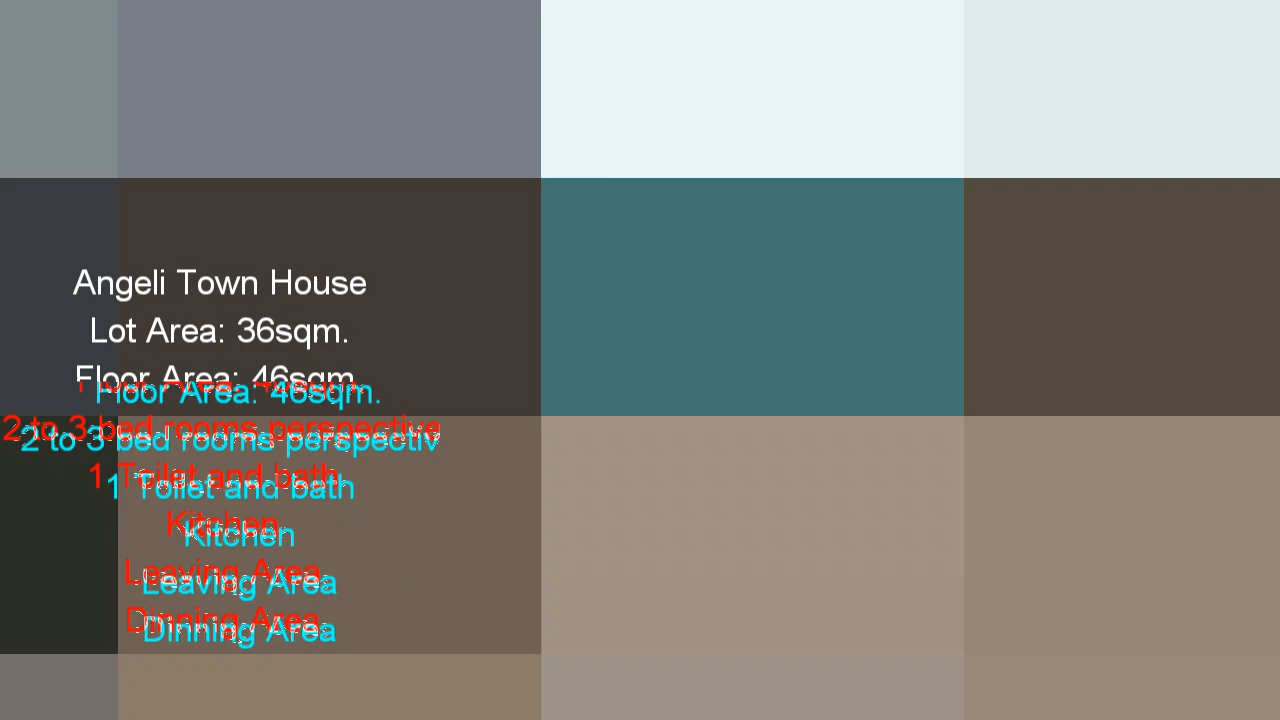 Angeli Town House
Lot Area: 36sqm.
Floor Area: 46sqm.
2 to 3 bed rooms perspective
1 Toilet and bath
Kitchen
Leaving Area
Dinning Area